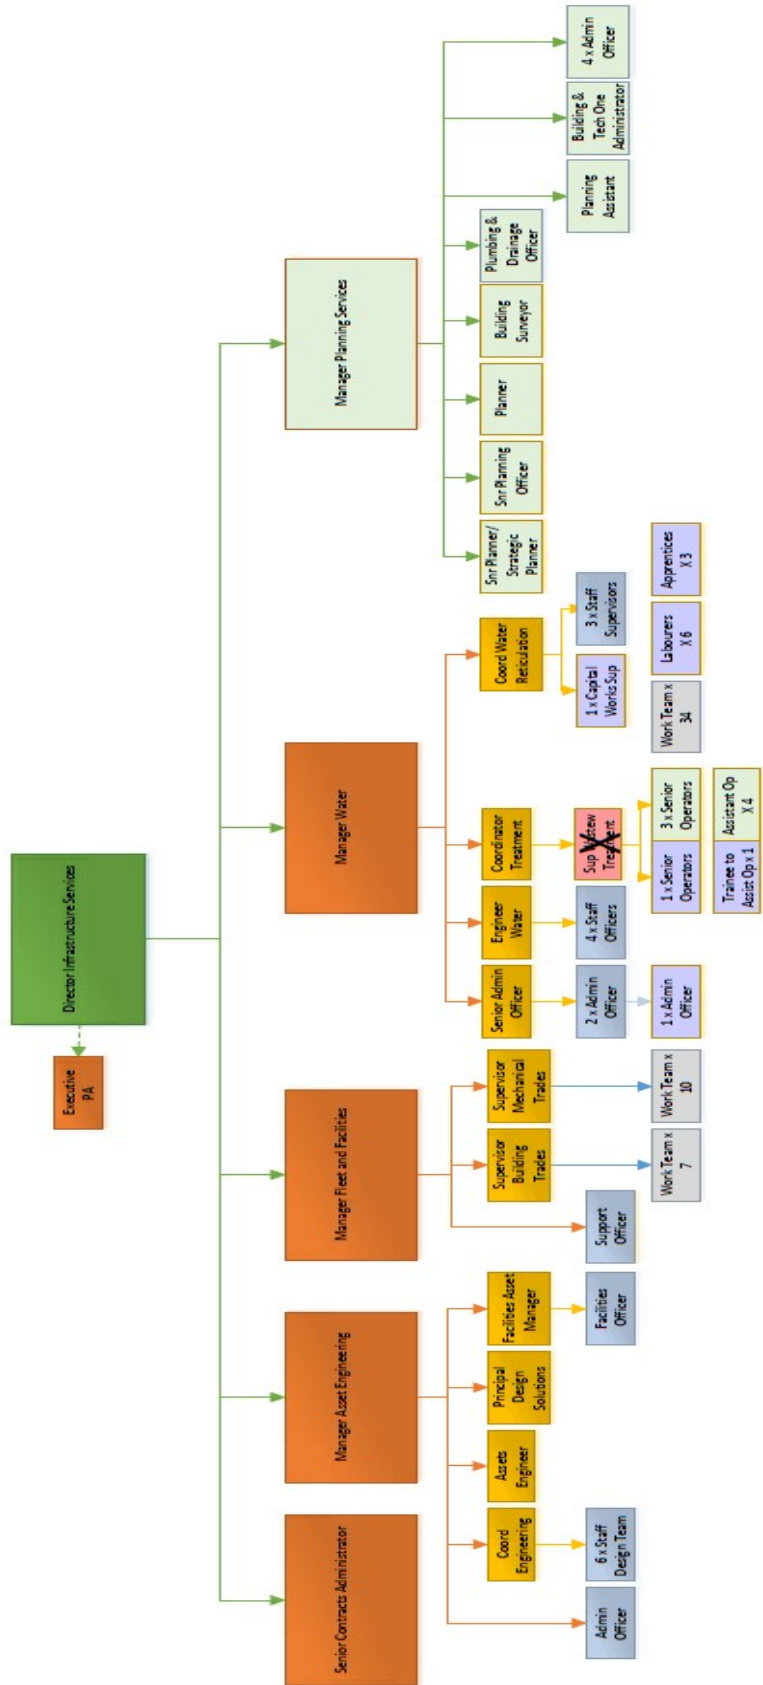 Executive
PA
Director Infrastructure Services
Senior Contracts Administrator
Manager Asset Engineering
Manager Fleet and Facilities
Manager Water
Manager Planning Services
Coord
Engineering
Assets
Engineer
Principal
Design
Solutions
Facilities Asset
Manager
Supervisor
Building
Trades
Supervisor
Mechanical
Trades
Senior Admin
Officer
Engineer
Water
Coordinator
Treatment
Coord Water
Reticulation
Snr Planner/
Strategic
Planner
Snr Planning
Officer
Planner
Building
Surveyor
Plumbing &
Drainage
Officer
Admin
Officer
6 x Staff
Design Team
Facilities
Officer
Support
Officer
2 x Admin
Officer
4 x Staff
Officers
Sup Wastew
Treatment
1 x Capital
Works Sup
3 x Staff
Supervisors
Planning
Assistant
Building &
Tech One
Administrator
4 x Admin
Officer
Work Team x
7
Work Team x
10
1 x Admin
Officer
1 x Senior
Operators
3 x Senior
Operators
Work Team x
34
Labourers
X 6
Apprentices
X 3
Trainee to
Assist Op x 1
Assistant Op
X 4